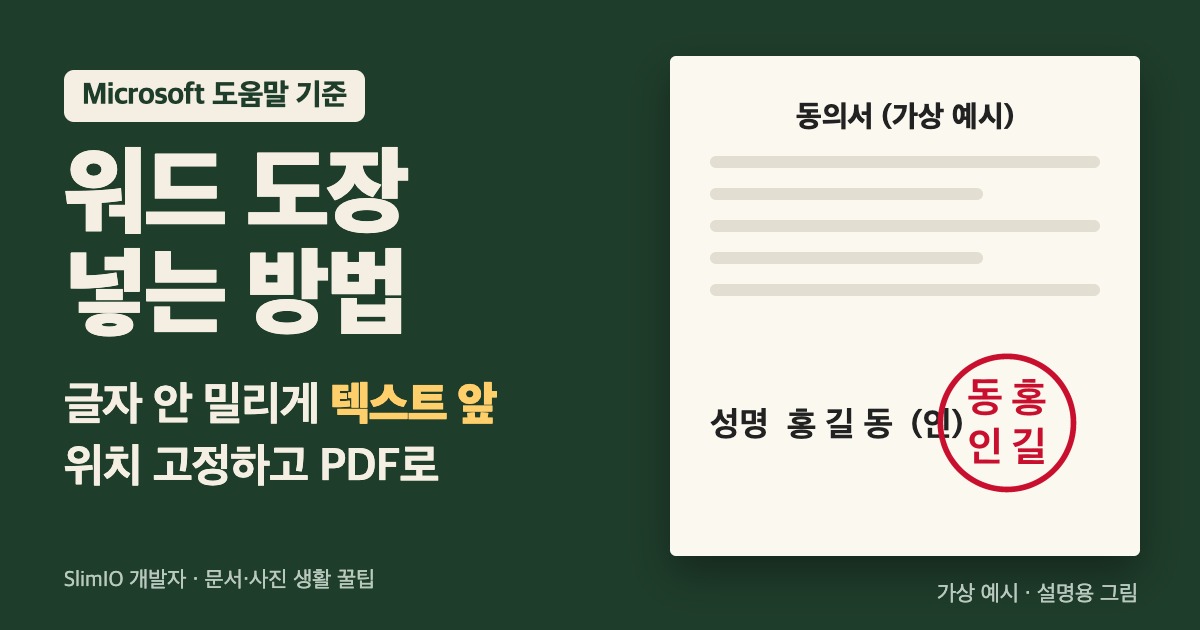 Microsoft 도움말 기준
워드 도장
넣는 방법
글자 안 밀리게 텍스트 앞
위치 고정하고 PDF로
SlimIO 개발자 · 문서·사진 생활 꿀팁
동의서 (가상 예시)
성명 홍 길 동 (인)
동 홍
인 길
가상 예시 · 설명용 그림